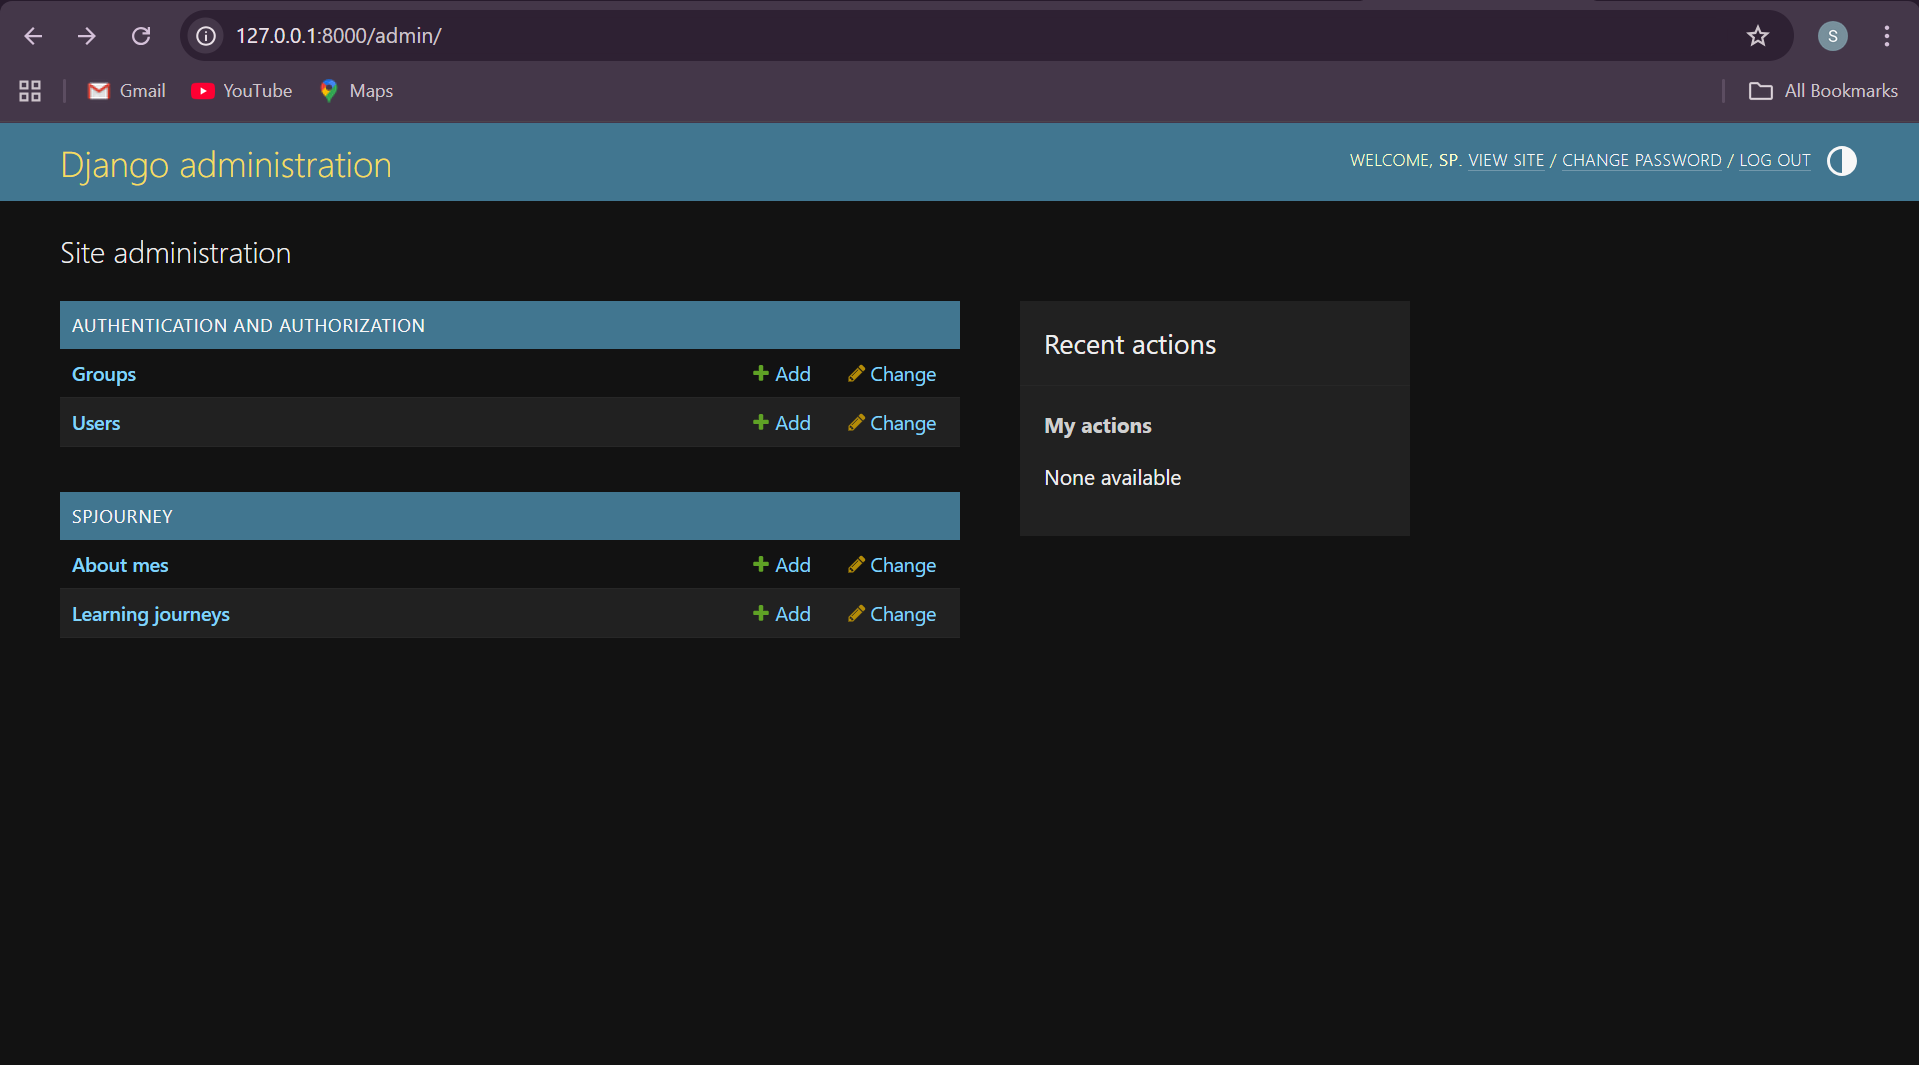 127.0.0.1:8000/admin/
S
Gmail YouTube Maps All Bookmarks
Django administration
WELCOME, SP. VIEW SITE / CHANGE PASSWORD / LOG OUT
Site administration
AUTHENTICATION AND AUTHORIZATION
Groups Add Change
Users Add Change
SPJOURNEY
About mes Add Change
Learning journeys Add Change
Recent actions
My actions
None available